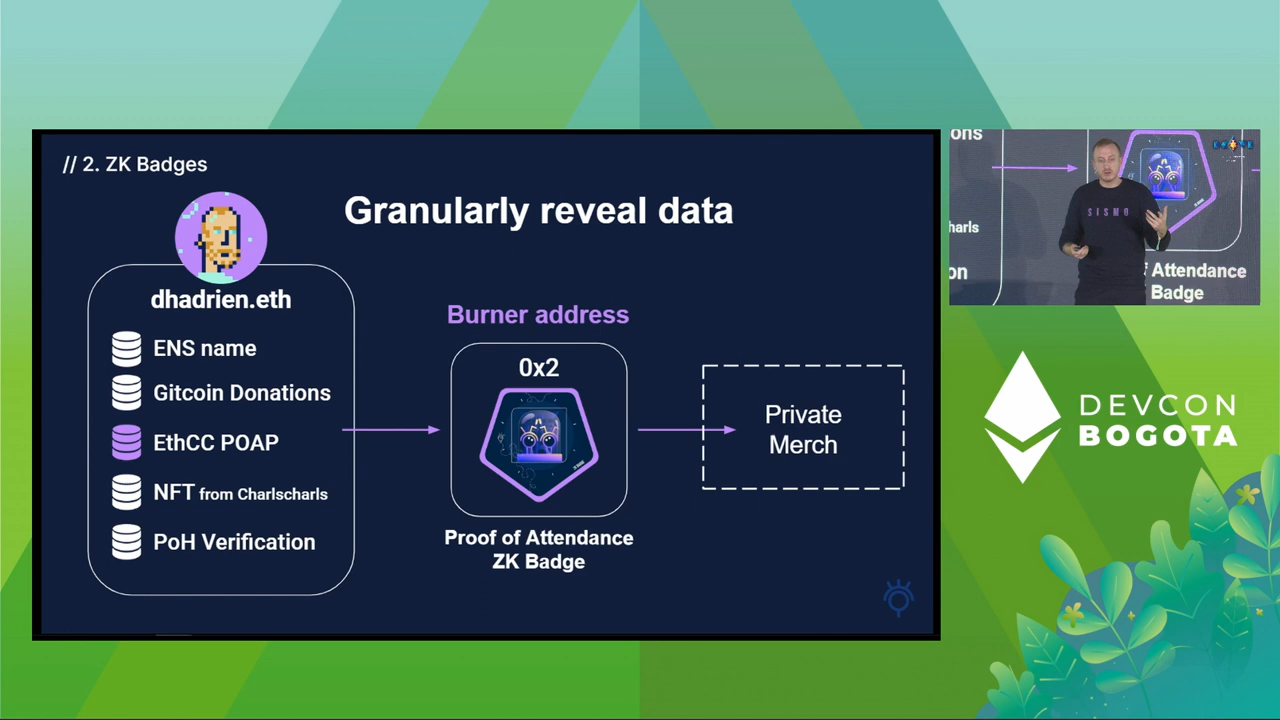 // 2. ZK Badges
Granularly reveal data
dhadrien.eth
ENS name
Gitcoin Donations
EthCC POAP
NFT from Charlscharls
PoH Verification
Burner address
0x2
Proof of Attendance
ZK Badge
Private
Merch
ons
harls
on
SISMO
Attendance
Badge
DEVCON
BOGOTA